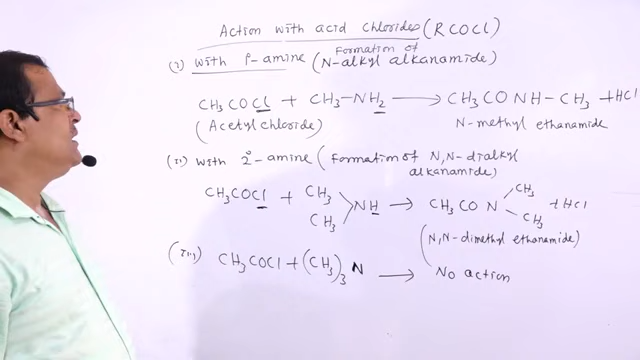 Action with acid chlorides (RCOCl)
(i) With 1°-amine (Formation of N-alkyl alkanamide)
CH₃COCl + CH₃—NH₂ ⟶ CH₃CONH—CH₃ + HCl
(Acetyl chloride) N-methyl ethanamide
(ii) With 2°-amine (Formation of N,N-dialkyl
alkanamide)
CH₃COCl + CH₃ CH₃ NH → CH₃CO N CH₃ CH₃ + HCl
(N,N-dimethyl ethanamide)
(iii) CH₃COCl + (CH₃)₃N ⟶ No action